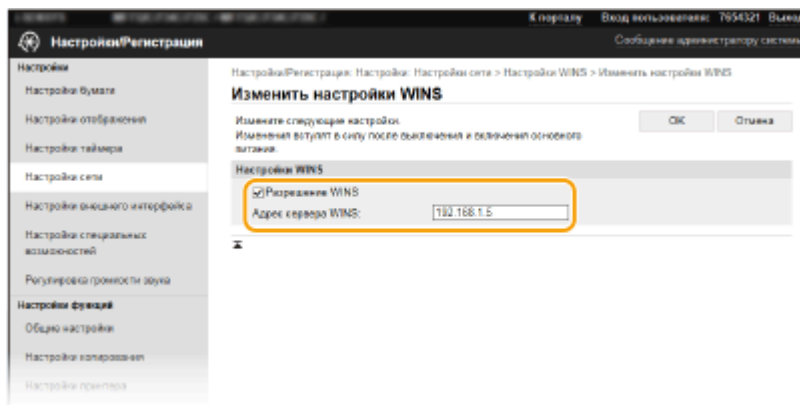 К порталу Вход пользователя: 7654321 Выход
Настройки/Регистрация
Сообщение администратору системы
Настройки
Настройки бумаги
Настройки отображения
Настройки таймера
Настройки сети
Настройки внешнего интерфейса
Настройки специальных
возможностей
Регулировка громкости звука
Настройки функций
Общие настройки
Настройки копирования
Настройки принтера
Настройки/Регистрация: Настройки: Настройки сети > Настройки WINS > Изменить настройки WINS
Изменить настройки WINS
Измените следующие настройки.
Изменения вступят в силу после выключения и включения основного
питания.
OK Отмена
Настройки WINS
Разрешение WINS
Адрес сервера WINS: 192.168.1.5